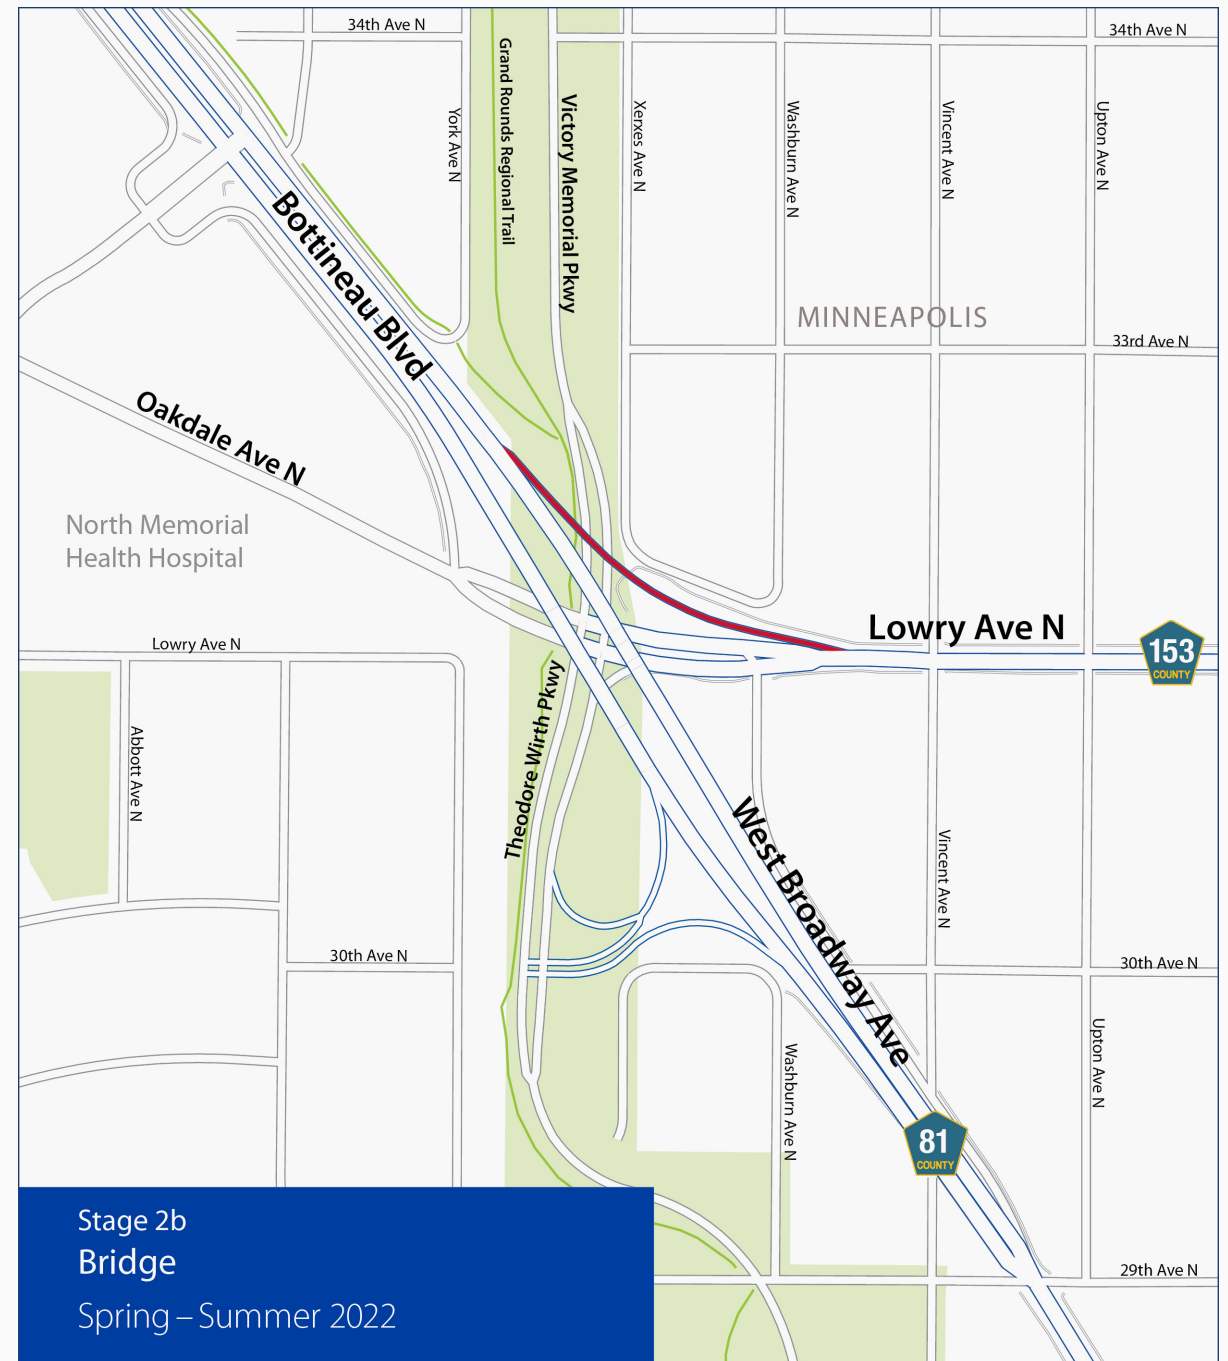 34th Ave N
34th Ave N
York Ave N
Grand Rounds Regional Trail
Victory Memorial Pkwy
Xerxes Ave N
Washburn Ave N
Vincent Ave N
Upton Ave N
Bottineau Blvd
MINNEAPOLIS
33rd Ave N
Oakdale Ave N
North Memorial
Health Hospital
Lowry Ave N
153
COUNTY
Lowry Ave N
Theodore Wirth Pkwy
Abbott Ave N
West Broadway Ave
Vincent Ave N
30th Ave N
30th Ave N
Washburn Ave N
Upton Ave N
81
COUNTY
29th Ave N
Stage 2b
Bridge
Spring – Summer 2022